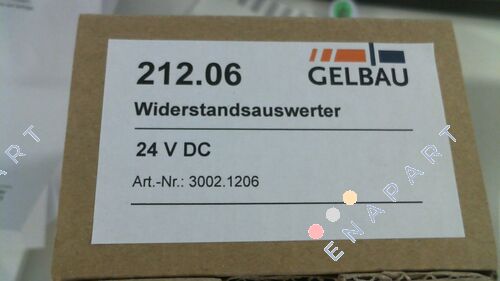 212.06
GELBAU
Widerstandsauswerter
24 V DC
Art.-Nr.: 3002.1206
ENAPART